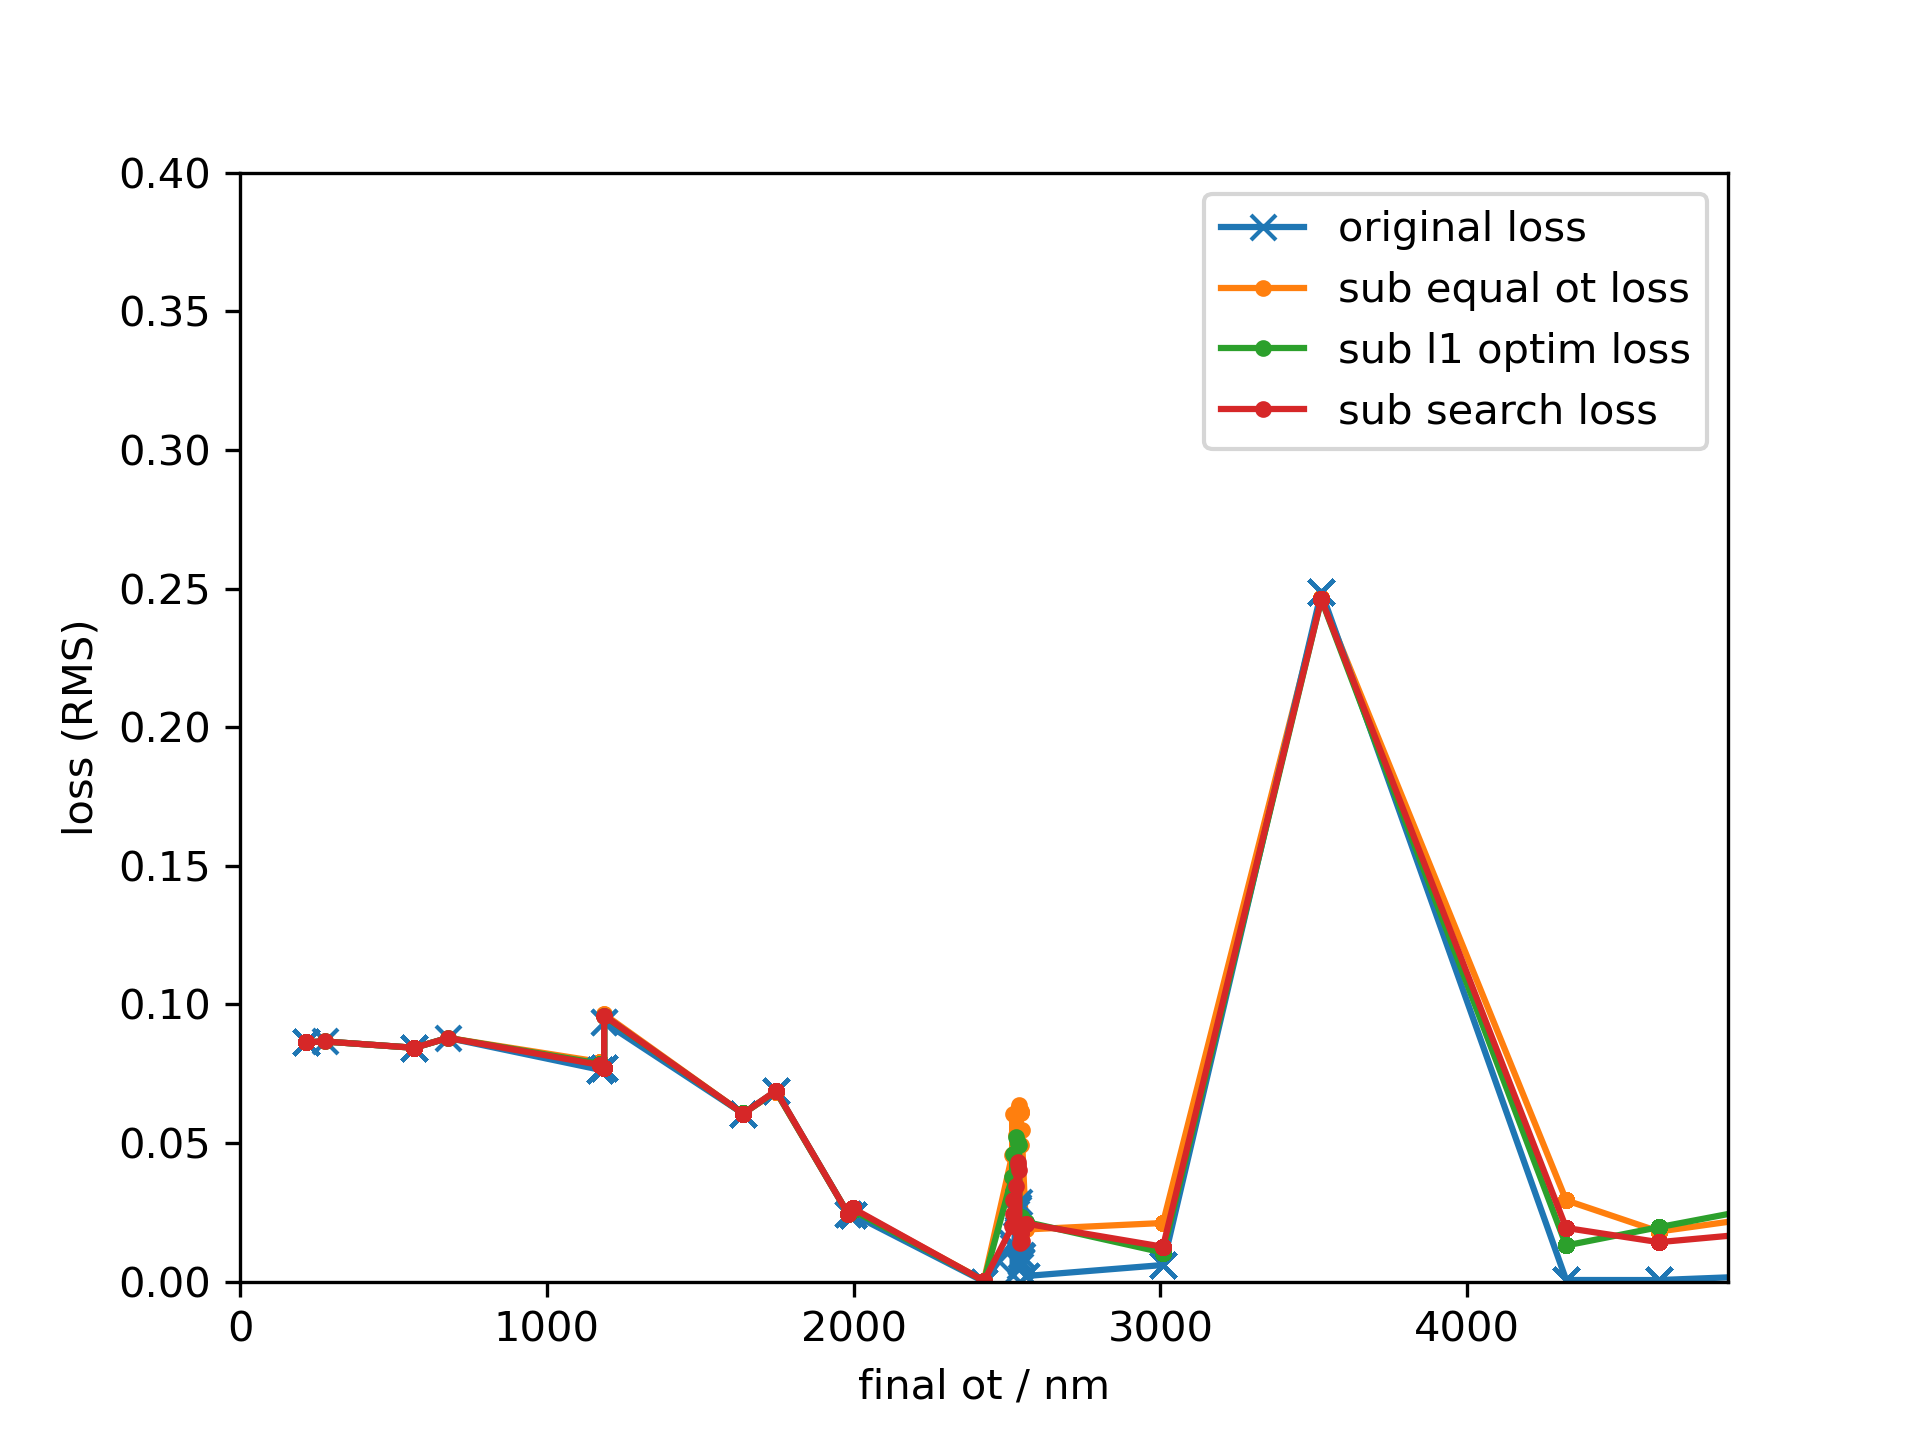 0.40
0.35
0.30
0.25
0.20
0.15
0.10
0.05
0.00
loss (RMS)
original loss
sub equal ot loss
sub l1 optim loss
sub search loss
0 1000 2000 3000 4000
final ot / nm